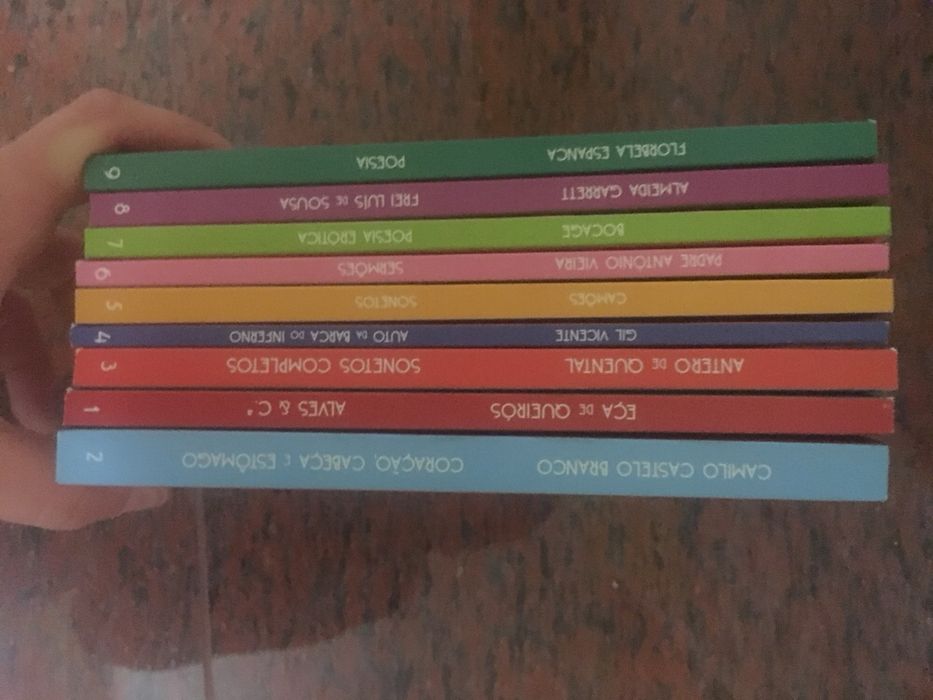 CAMILO CASTELO BRANCO CORAÇÃO, CABEÇA E ESTÔMAGO 2
EÇA DE QUEIRÓS ALVES & C.ª 1
ANTERO DE QUENTAL SONETOS COMPLETOS 3
GIL VICENTE AUTO DA BARCA DO INFERNO 4
CAMÕES SONETOS 5
PADRE ANTÓNIO VIEIRA SERMÕES 6
BOCAGE POESIA ERÓTICA 7
ALMEIDA GARRETT FREI LUÍS DE SOUSA 8
FLORBELA ESPANCA POESIA 9